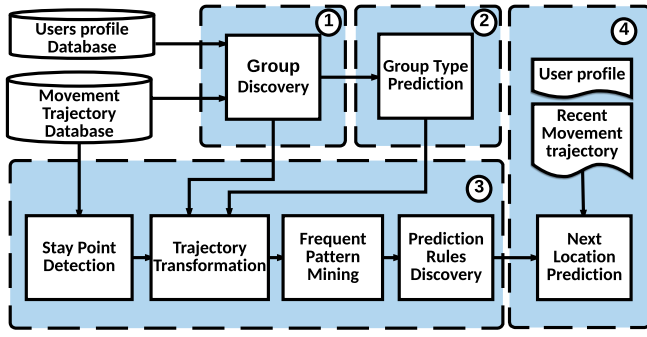 Users profile
Database
Movement
Trajectory
Database
1
Group
Discovery
2
Group Type
Prediction
3
Stay Point
Detection
Trajectory
Transformation
Frequent
Pattern
Mining
Prediction
Rules
Discovery
4
User profile
Recent
Movement
trajectory
Next
Location
Prediction